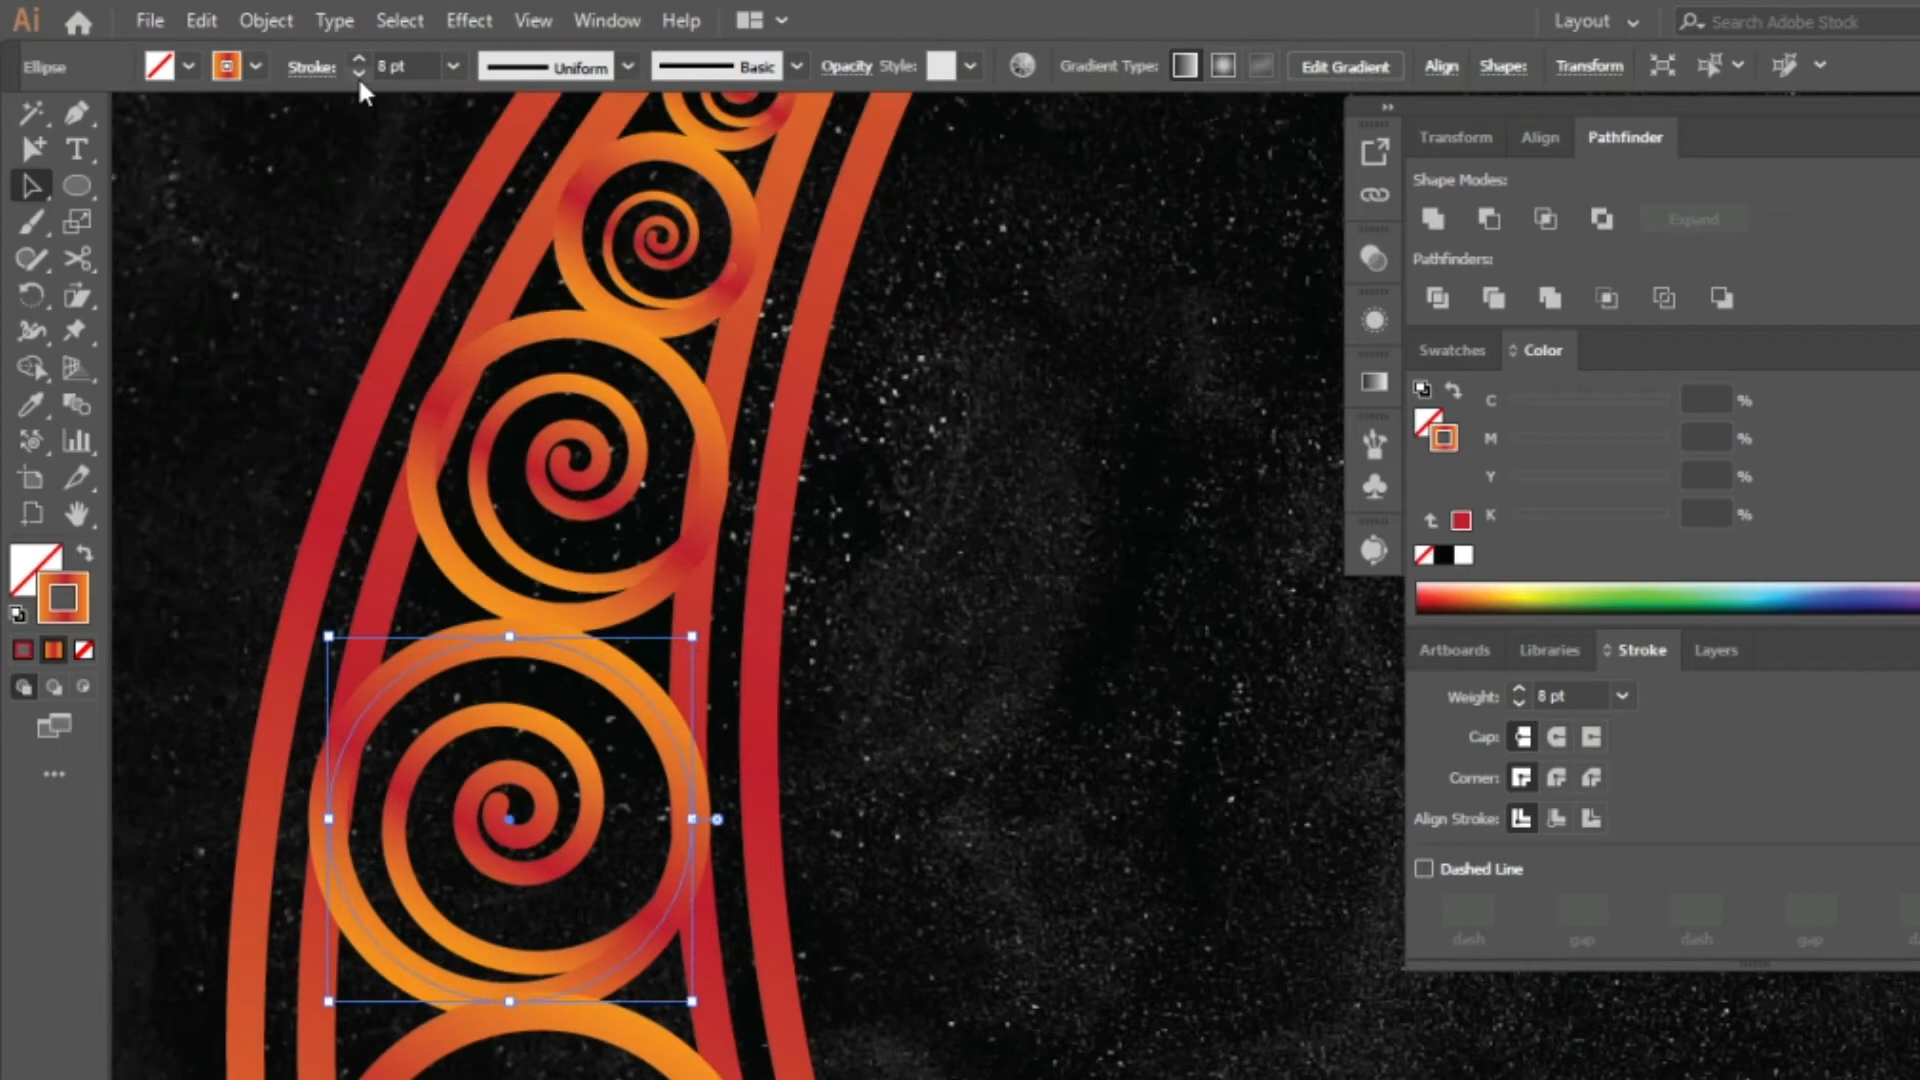 Ai File Edit Object Type Select Effect View Window Help Layout Search Adobe Stock
Ellipse Stroke: 8 pt Uniform Basic Opacity Style: Gradient Type: Edit Gradient Align Shape: Transform
Transform Align Pathfinder
Shape Modes:
Expand
Pathfinders:
Swatches Color
C %
M %
Y %
K %
Artboards Libraries Stroke Layers
Weight: 8 pt
Cap:
Corner:
Align Stroke:
Dashed Line
dash gap dash gap